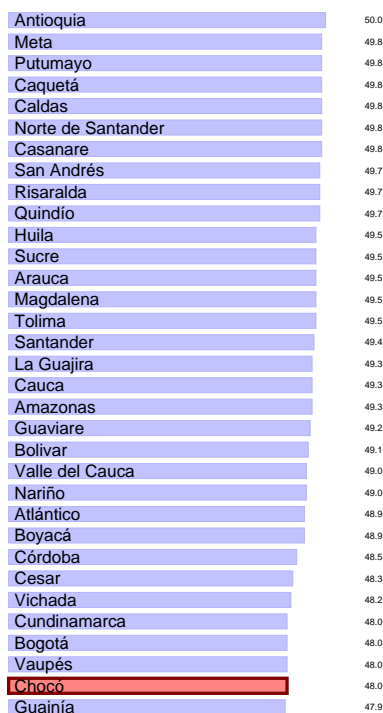 Antioquia 50.0
Meta 49.8
Putumayo 49.8
Caquetá 49.8
Caldas 49.8
Norte de Santander 49.8
Casanare 49.8
San Andrés 49.7
Risaralda 49.7
Quindío 49.7
Huila 49.5
Sucre 49.5
Arauca 49.5
Magdalena 49.5
Tolima 49.5
Santander 49.4
La Guajira 49.3
Cauca 49.3
Amazonas 49.3
Guaviare 49.2
Bolivar 49.1
Valle del Cauca 49.0
Nariño 49.0
Atlántico 48.9
Boyacá 48.9
Córdoba 48.5
Cesar 48.3
Vichada 48.2
Cundinamarca 48.0
Bogotá 48.0
Vaupés 48.0
Chocó 48.0
Guainía 47.9